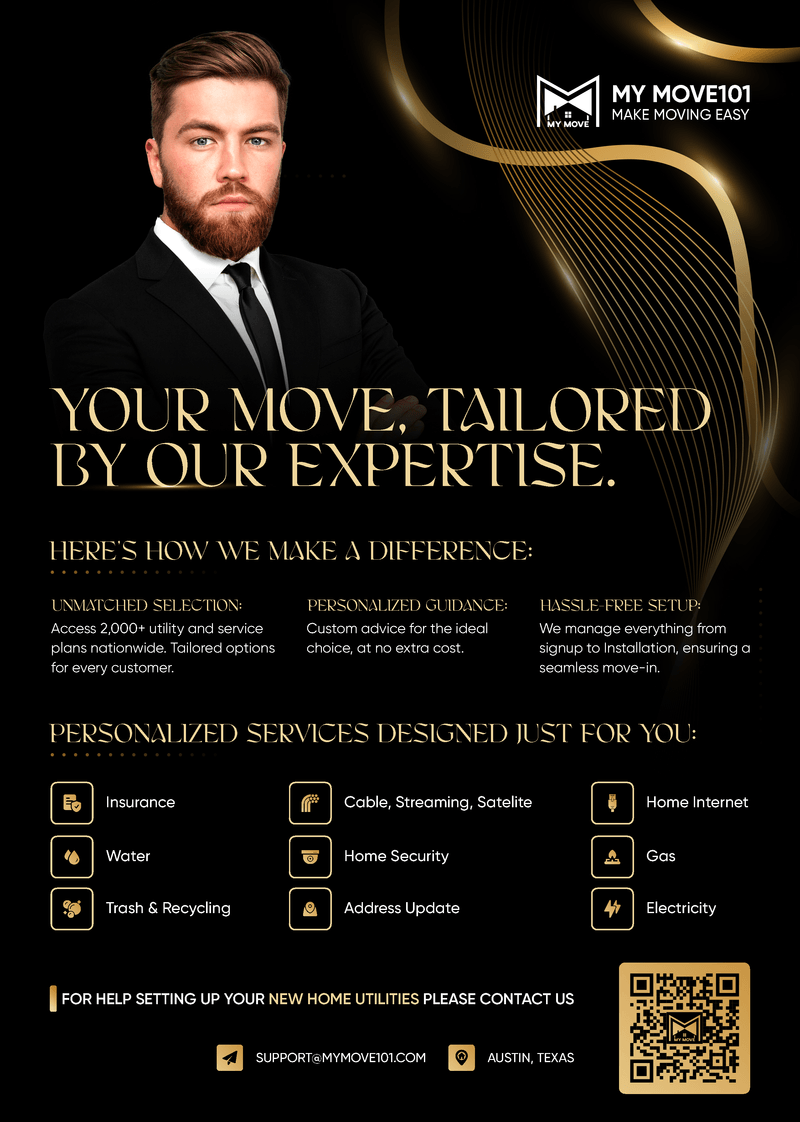 MY MOVE
MY MOVE101
MAKE MOVING EASY
YOUR MOVE, TAILORED
BY OUR EXPERTISE.
HERE'S HOW WE MAKE A DIFFERENCE:
UNMATCHED SELECTION:
Access 2,000+ utility and service
plans nationwide. Tailored options
for every customer.
PERSONALIZED GUIDANCE:
Custom advice for the ideal
choice, at no extra cost.
HASSLE-FREE SETUP:
We manage everything from
signup to Installation, ensuring a
seamless move-in.
PERSONALIZED SERVICES DESIGNED JUST FOR YOU:
Insurance
Cable, Streaming, Satelite
Home Internet
Water
Home Security
Gas
Trash & Recycling
Address Update
Electricity
FOR HELP SETTING UP YOUR NEW HOME UTILITIES PLEASE CONTACT US
SUPPORT@MYMOVE101.COM
AUSTIN, TEXAS
MY MOVE